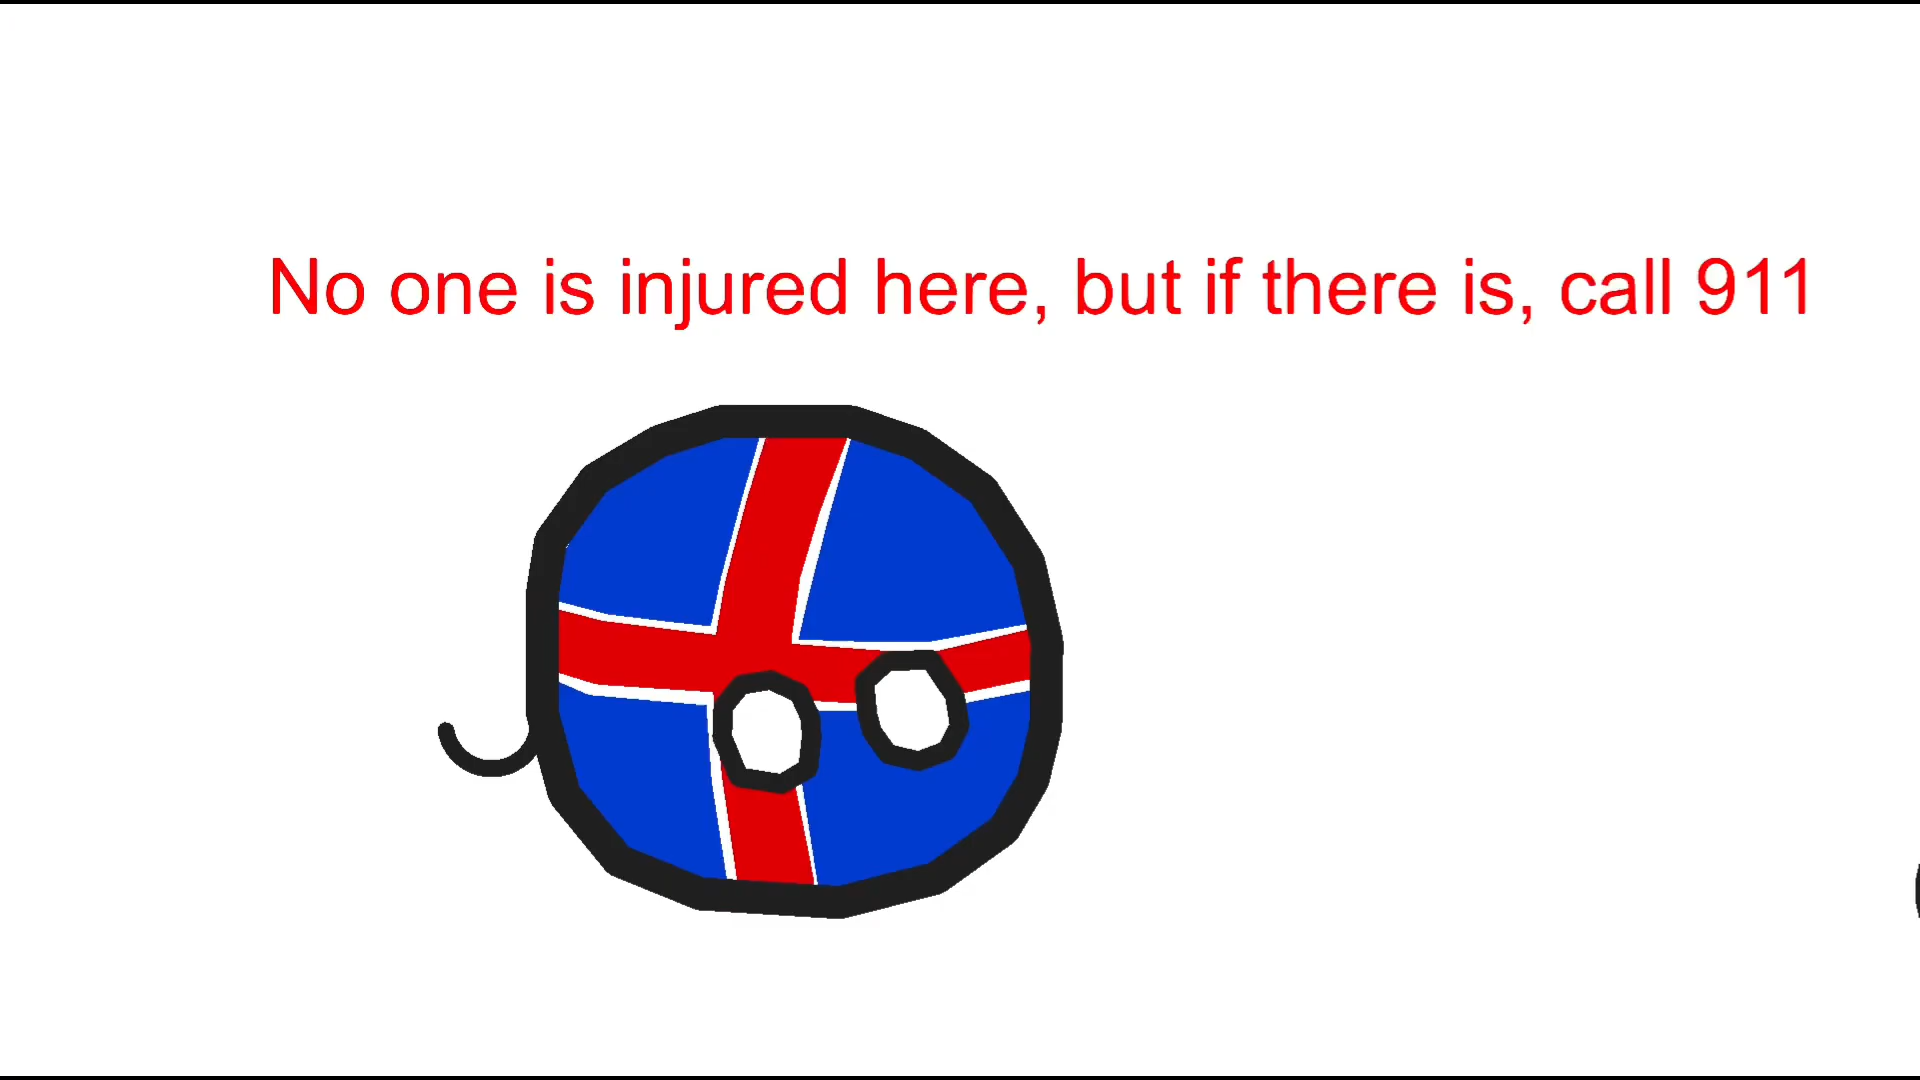 No one is injured here, but if there is, call 911